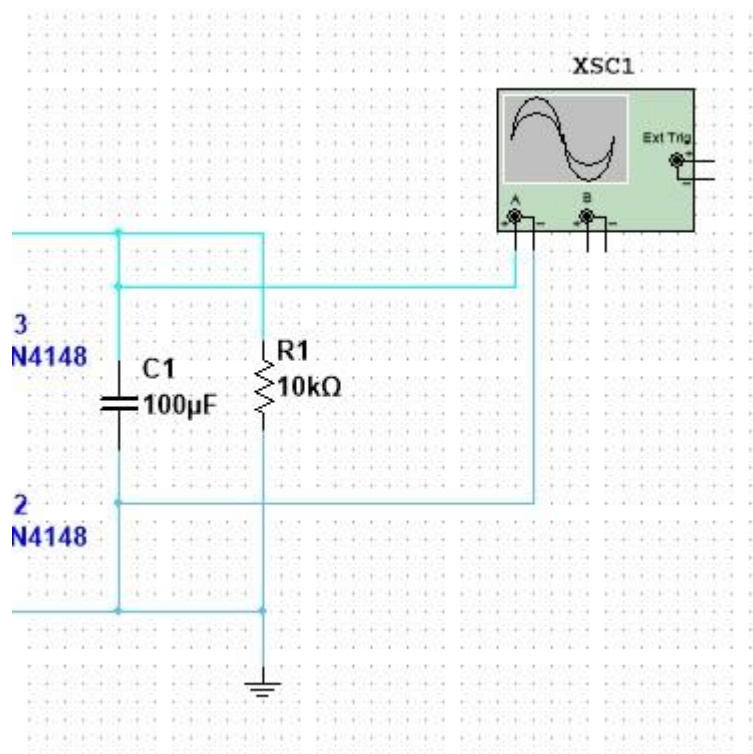 XSC1
Ext Trig
+
-
A
B
+
-
+
-
3
N4148
C1
100µF
R1
10kΩ
2
N4148